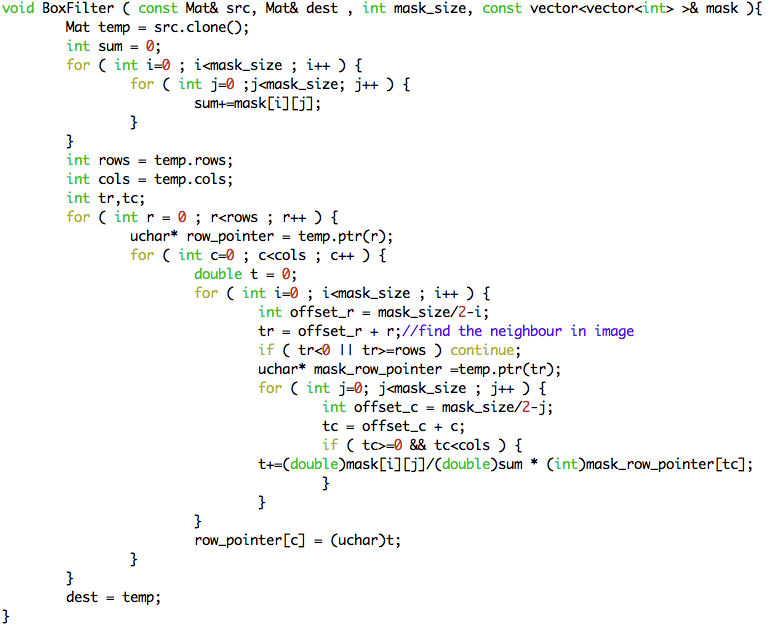 void BoxFilter ( const Mat& src, Mat& dest , int mask_size, const vector<vector<int> >& mask ){
        Mat temp = src.clone();
        int sum = 0;
        for ( int i=0 ; i<mask_size ; i++ ) {
                for ( int j=0 ;j<mask_size; j++ ) {
                        sum+=mask[i][j];
                }
        }
        int rows = temp.rows;
        int cols = temp.cols;
        int tr,tc;
        for ( int r = 0 ; r<rows ; r++ ) {
                uchar* row_pointer = temp.ptr(r);
                for ( int c=0 ; c<cols ; c++ ) {
                        double t = 0;
                        for ( int i=0 ; i<mask_size ; i++ ) {
                                int offset_r = mask_size/2-i;
                                tr = offset_r + r;//find the neighbour in image
                                if ( tr<0 || tr>=rows ) continue;
                                uchar* mask_row_pointer =temp.ptr(tr);
                                for ( int j=0; j<mask_size ; j++ ) {
                                        int offset_c = mask_size/2-j;
                                        tc = offset_c + c;
                                        if ( tc>=0 && tc<cols ) {
                                t+=(double)mask[i][j]/(double)sum * (int)mask_row_pointer[tc];
                                        }
                                }
                        }
                        row_pointer[c] = (uchar)t;
                }
        }
        dest = temp;
}